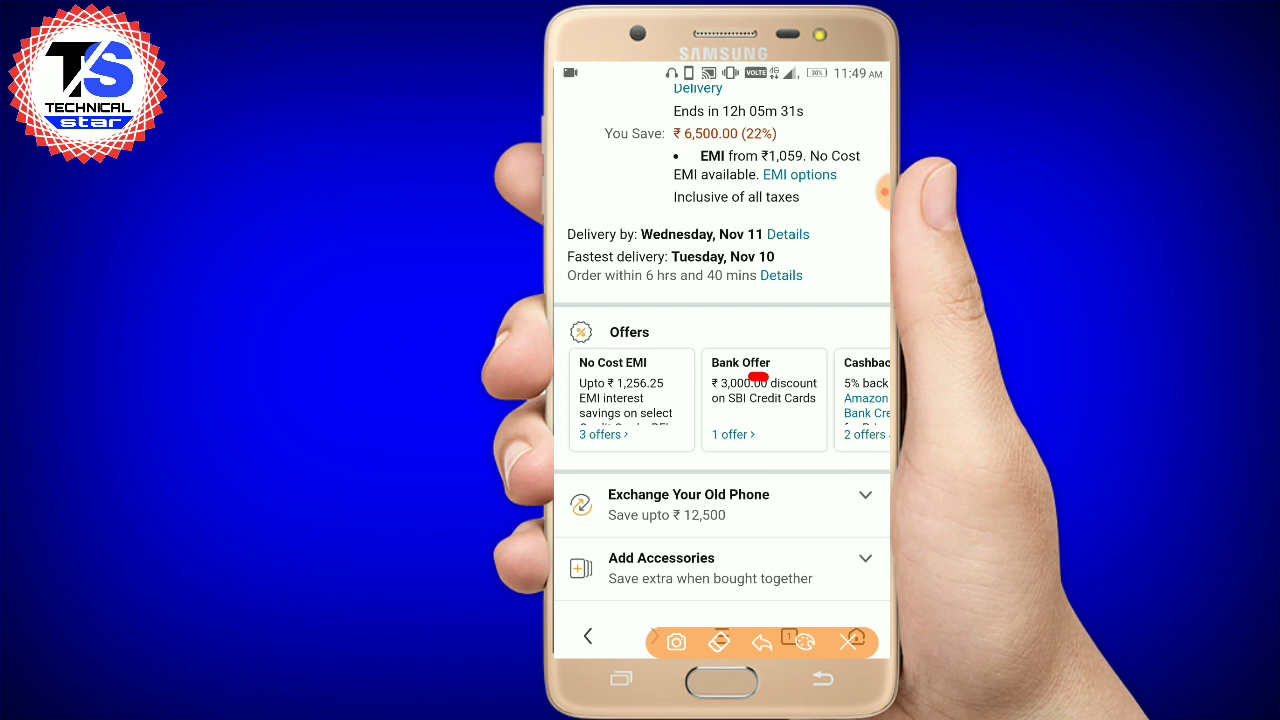 TS
TECHNICAL
star
SAMSUNG
VOLTE 4G 30% 11:49 AM
Delivery
Ends in 12h 05m 31s
You Save: ₹ 6,500.00 (22%)
• EMI from ₹1,059. No Cost
EMI available. EMI options
Inclusive of all taxes
Delivery by: Wednesday, Nov 11 Details
Fastest delivery: Tuesday, Nov 10
Order within 6 hrs and 40 mins Details
Offers
No Cost EMI
Upto ₹ 1,256.25
EMI interest
savings on select
3 offers ›
Bank Offer
₹ 3,000.00 discount
on SBI Credit Cards
1 offer ›
Cashbac
5% back
Amazon
Bank Cre
2 offers
Exchange Your Old Phone
Save upto ₹ 12,500
Add Accessories
Save extra when bought together
1